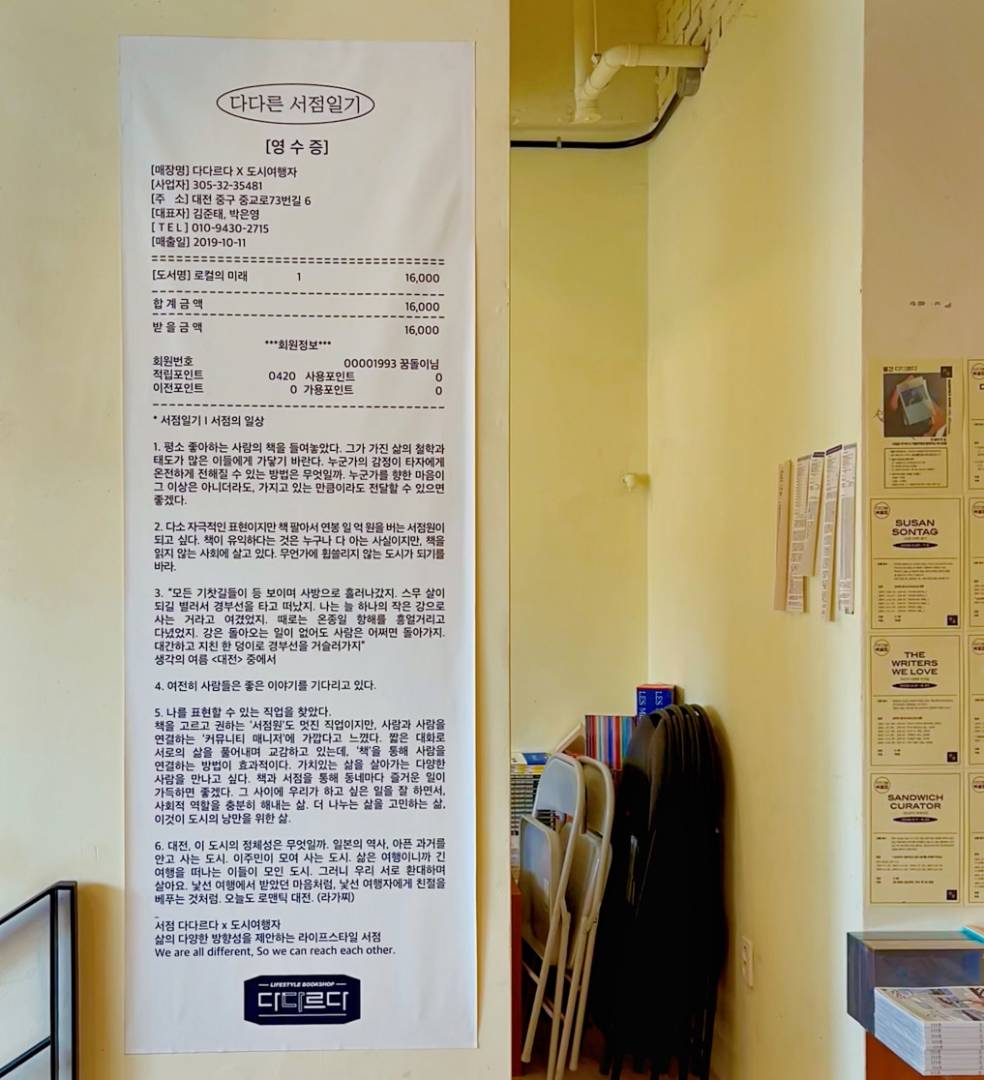 다다른 서점일기
[영 수 증]
[매장명] 다다르다 X 도시여행자
[사업자] 305-32-35481
[주 소] 대전 중구 중교로73번길 6
[대표자] 김준태, 박은영
[ T E L ] 010-9430-2715
[매출일] 2019-10-11
[도서명] 로컬의 미래 1 16,000
합 계 금 액 16,000
받 을 금 액 16,000
***회원정보***
회원번호 00001993 꿈돌이님
적립포인트 0420 사용포인트 0
이전포인트 0 가용포인트 0
* 서점일기 I 서점의 일상
1. 평소 좋아하는 사람의 책을 들여놓았다. 그가 가진 삶의 철학과
태도가 많은 이들에게 가닿기 바란다. 누군가의 감정이 타자에게
온전하게 전해질 수 있는 방법은 무엇일까. 누군가를 향한 마음이
그 이상은 아니더라도, 가지고 있는 만큼이라도 전달할 수 있으면
좋겠다.
2. 다소 자극적인 표현이지만 책 팔아서 연봉 일 억 원을 버는 서점원이
되고 싶다. 책이 유익하다는 것은 누구나 다 아는 사실이지만, 책을
읽지 않는 사회에 살고 있다. 무언가에 휩쓸리지 않는 도시가 되기를
바라.
3. "모든 기찻길들이 등 보이며 사방으로 흘러나갔지. 스무 살이
되길 벌러서 경부선을 타고 떠났지. 나는 늘 하나의 작은 강으로
사는 거라고 여겼었지. 때로는 온종일 항해를 흥얼거리고
다녔었지. 강은 돌아오는 일이 없어도 사람은 어쩌면 돌아가지.
대간하고 지친 한 덩이로 경부선을 거슬러가지"
생각의 여름 <대전> 중에서
4. 여전히 사람들은 좋은 이야기를 기다리고 있다.
5. 나를 표현할 수 있는 직업을 찾았다.
책을 고르고 권하는 '서점원'도 멋진 직업이지만, 사람과 사람을
연결하는 '커뮤니티 매니저'에 가깝다고 느꼈다. 짧은 대화로
서로의 삶을 풀어내며 교감하고 있는데, '책'을 통해 사람을
연결하는 방법이 효과적이다. 가치있는 삶을 살아가는 다양한
사람을 만나고 싶다. 책과 서점을 통해 동네마다 즐거운 일이
가득하면 좋겠다. 그 사이에 우리가 하고 싶은 일을 잘 하면서,
사회적 역할을 충분히 해내는 삶. 더 나누는 삶을 고민하는 삶,
이것이 도시의 낭만을 위한 삶.
6. 대전, 이 도시의 정체성은 무엇일까. 일본의 역사, 아픈 과거를
안고 사는 도시. 이주민이 모여 사는 도시. 삶은 여행이니까 긴
여행을 떠나는 이들이 모인 도시. 그러니 우리 서로 환대하며
살아요. 낯선 여행에서 받았던 마음처럼, 낯선 여행자에게 친절을
베푸는 것처럼. 오늘도 로맨틱 대전. (라가찌)
서점 다다르다 x 도시여행자
삶의 다양한 방향성을 제안하는 라이프스타일 서점
We are all different, So we can reach each other.
LIFESTYLE BOOKSHOP
다다르다
LES
LES
월간 다다르다
SUSAN
SONTAG
THE
WRITERS
WE LOVE
SANDWICH
CURATOR